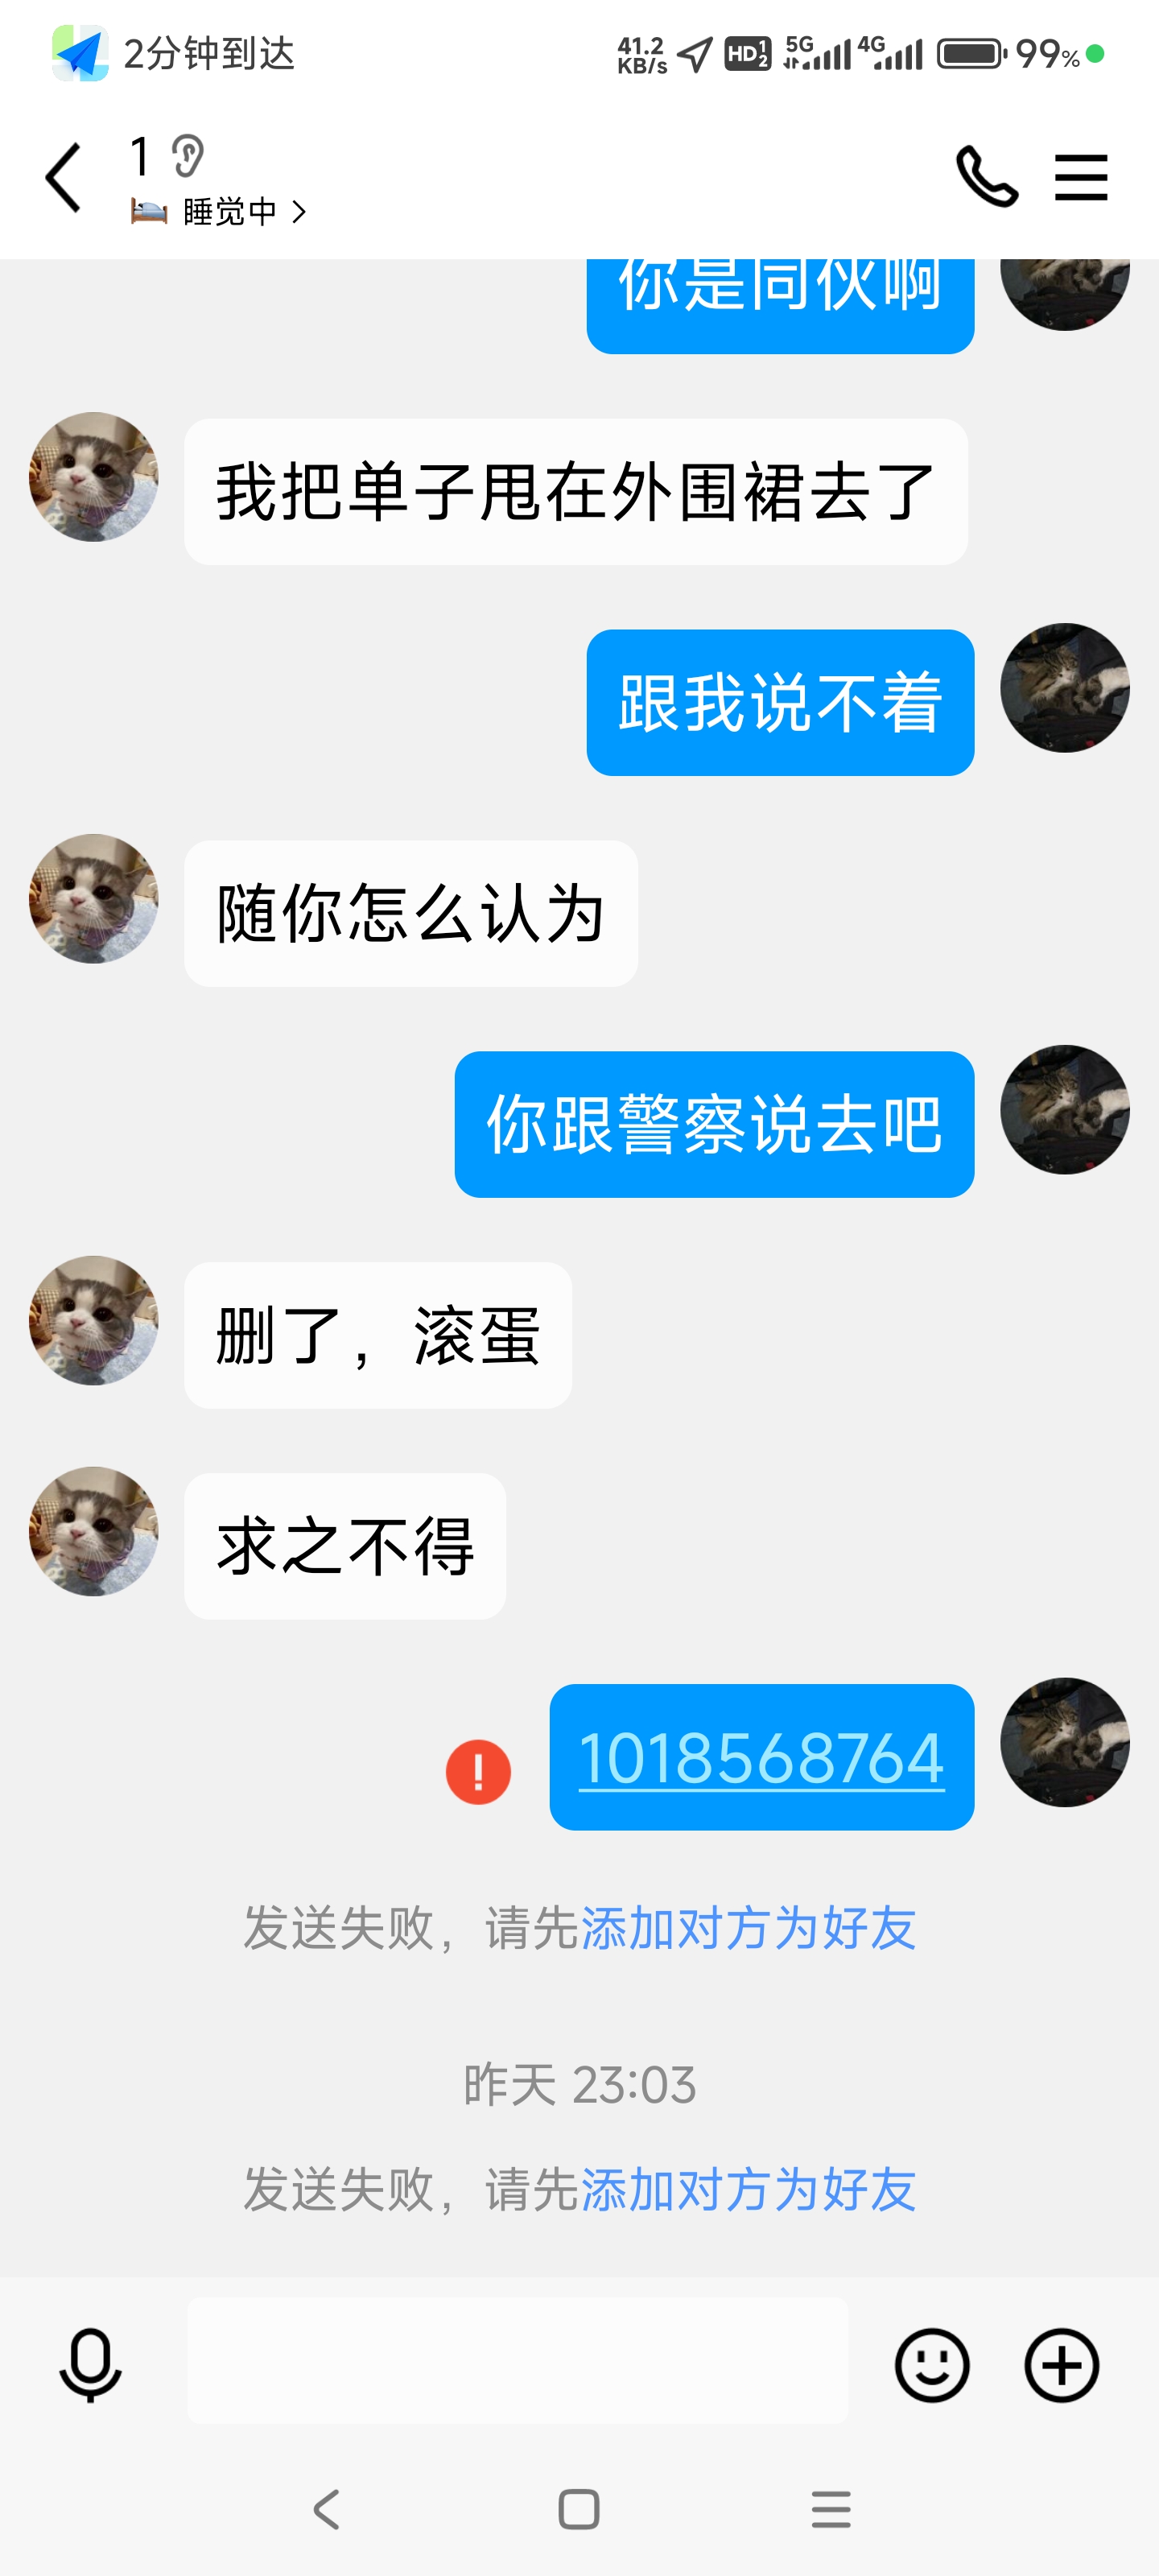 2分钟到达
41.2 KB/s HD 1 2 5G 4G 99%
1
睡觉中
你是同伙啊
我把单子甩在外围裙去了
跟我说不着
随你怎么认为
你跟警察说去吧
删了，滚蛋
求之不得
1018568764
发送失败，请先添加对方为好友
昨天 23:03
发送失败，请先添加对方为好友